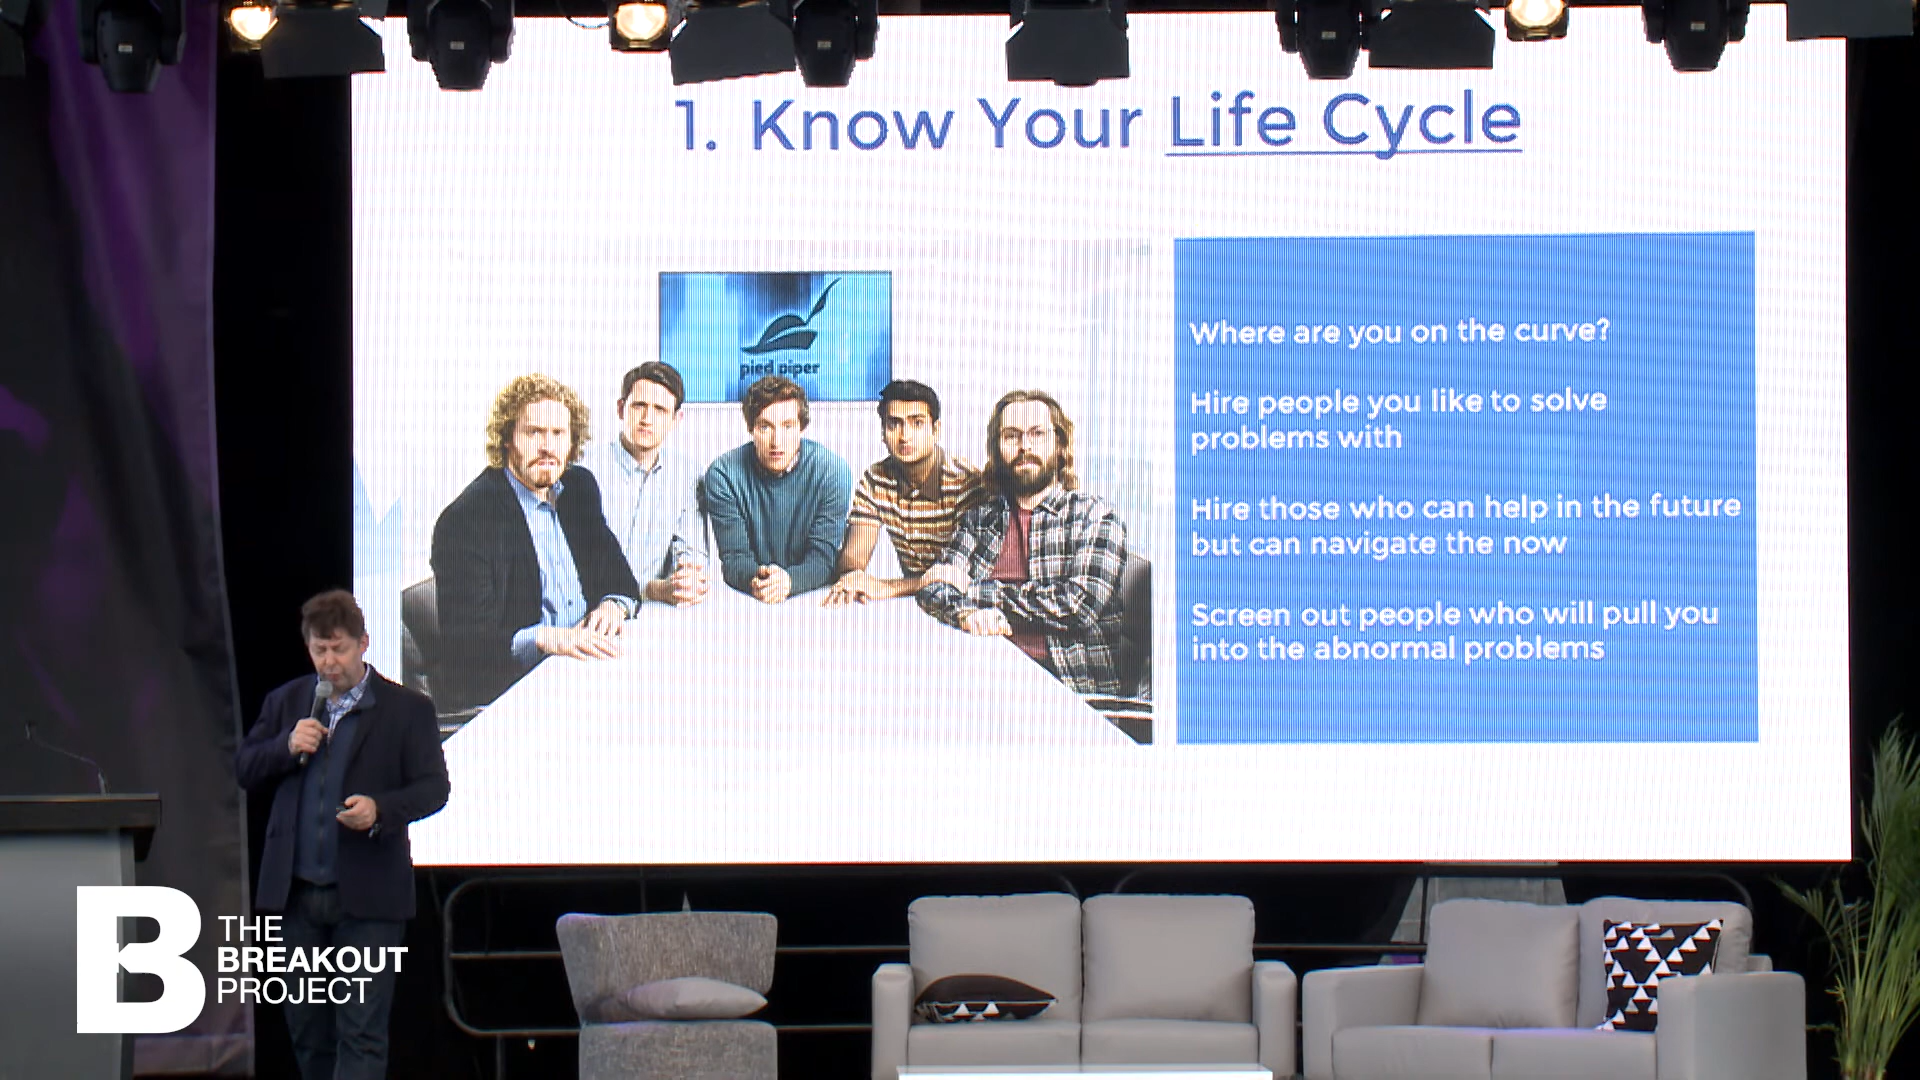 1. Know Your Life Cycle
pied piper
Where are you on the curve?
Hire people you like to solve
problems with
Hire those who can help in the future
but can navigate the now
Screen out people who will pull you
into the abnormal problems
B THE
BREAKOUT
PROJECT